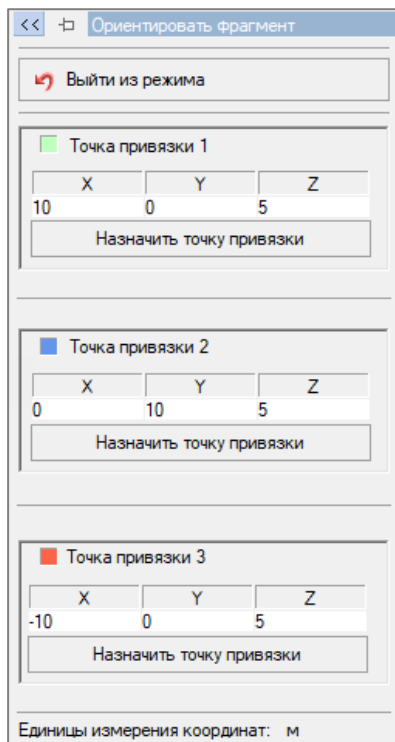 << Ориентировать фрагмент
Выйти из режима
Точка привязки 1
X Y Z
10 0 5
Назначить точку привязки
Точка привязки 2
X Y Z
0 10 5
Назначить точку привязки
Точка привязки 3
X Y Z
-10 0 5
Назначить точку привязки
Единицы измерения координат: м